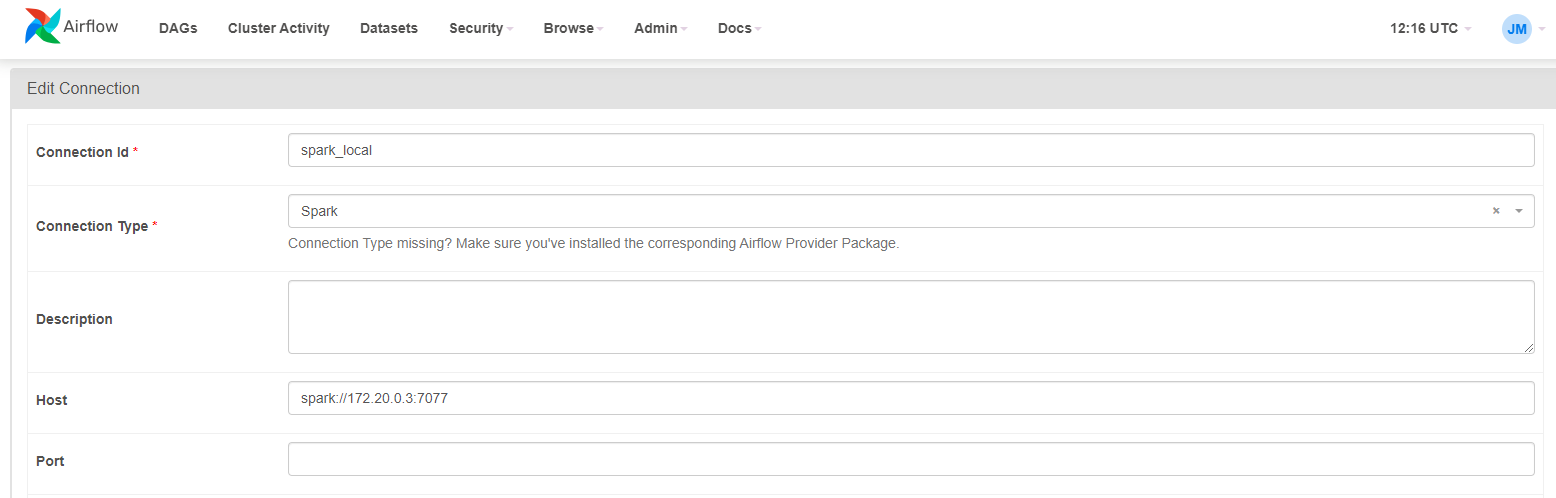 Airflow DAGs Cluster Activity Datasets Security Browse Admin Docs 12:16 UTC JM
Edit Connection
Connection Id * spark_local
Connection Type * Spark × 
Connection Type missing? Make sure you've installed the corresponding Airflow Provider Package.
Description
Host spark://172.20.0.3:7077
Port